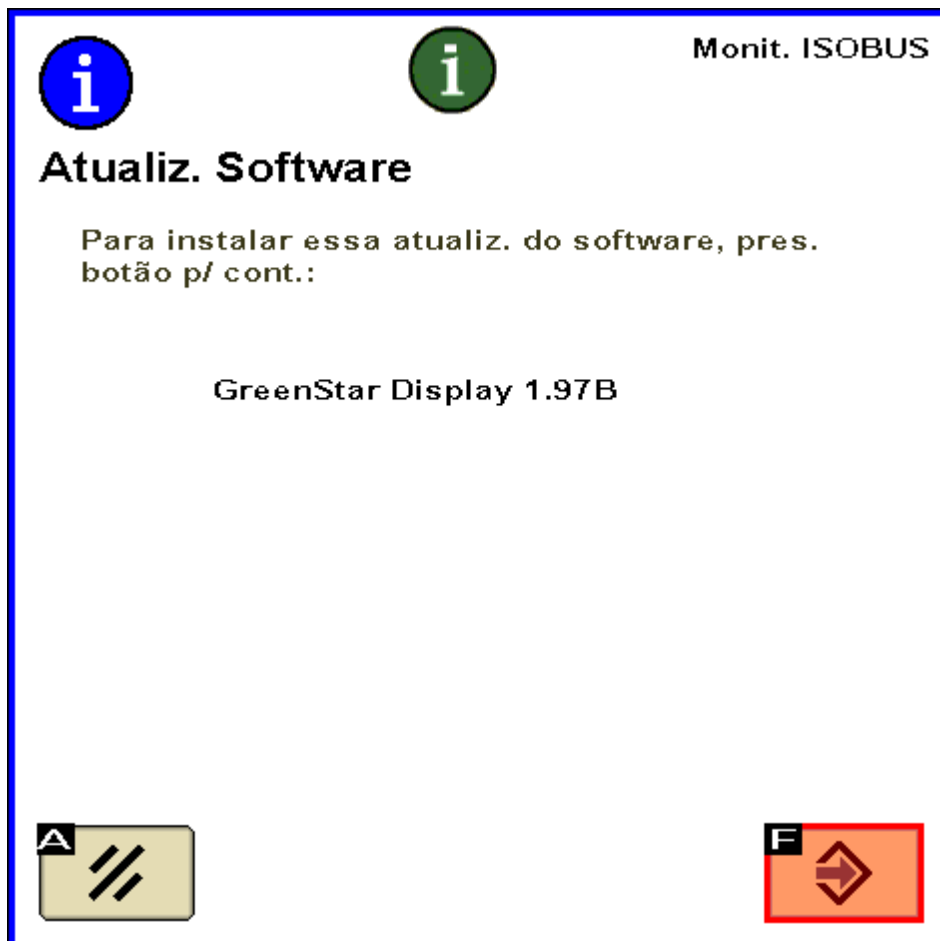 Monit. ISOBUS
Atualiz. Software
Para instalar essa atualiz. do software, pres.
botão p/ cont.:
GreenStar Display 1.97B
A
F